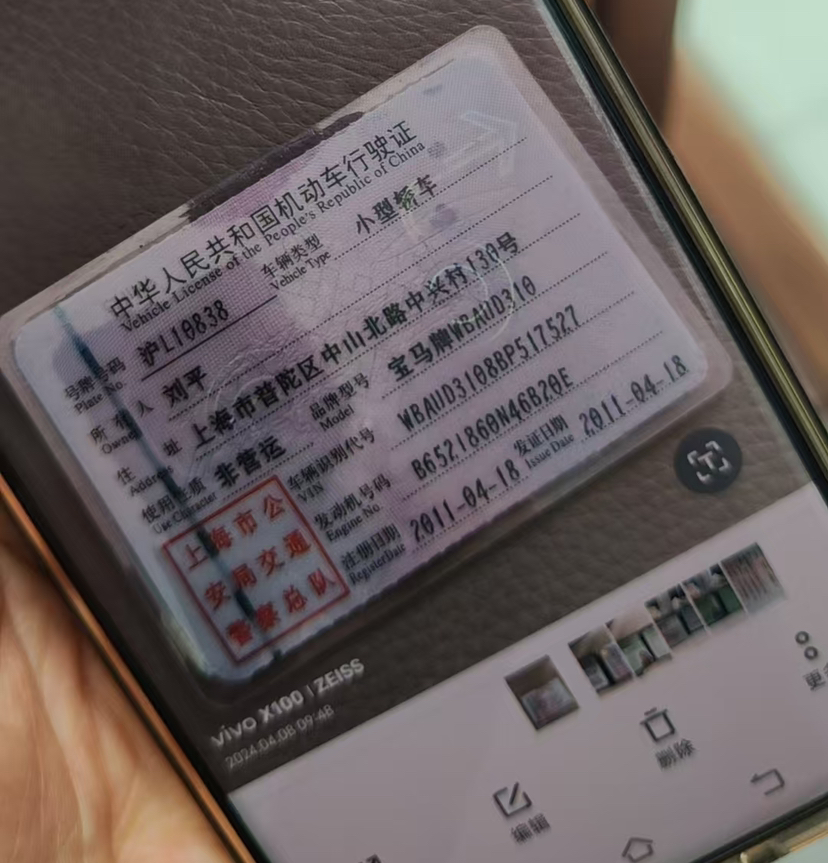 中华人民共和国机动车行驶证
Vehicle License of the People's Republic of China
号牌号码 沪L10838 车辆类型 小型轿车
Plate No. Vehicle Type
所有人 刘平
Owner
住址 上海市普陀区中山北路中兴村130号
Address
使用性质 非营运 品牌型号 宝马牌WBAUD310
Use Character Model
车辆识别代号 WBAUD3108BP517527
VIN
发动机号码 B6521860N46B20E
Engine No.
注册日期 2011-04-18 发证日期 2011-04-18
RegisterDate Issue Date
上海市公
安局交通
警察总队
vivo X100 | ZEISS
2024.04.08 09:48
编辑
删除